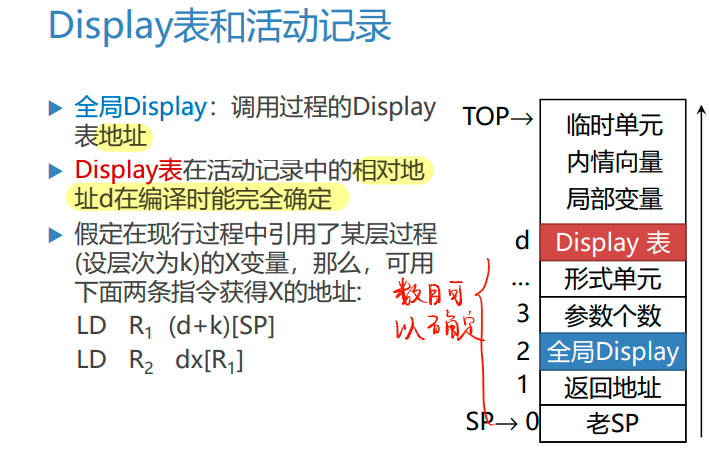 Display表和活动记录
全局Display：调用过程的Display
表地址
Display表在活动记录中的相对地
址d在编译时能完全确定
假定在现行过程中引用了某层过程
(设层次为k)的X变量，那么，可用
下面两条指令获得X的地址:
LD R₁ (d+k)[SP]
LD R₂ dx[R₁]
数目可
以确定
TOP→
临时单元
内情向量
局部变量
d Display 表
... 形式单元
3 参数个数
2 全局Display
1 返回地址
SP→ 0 老SP